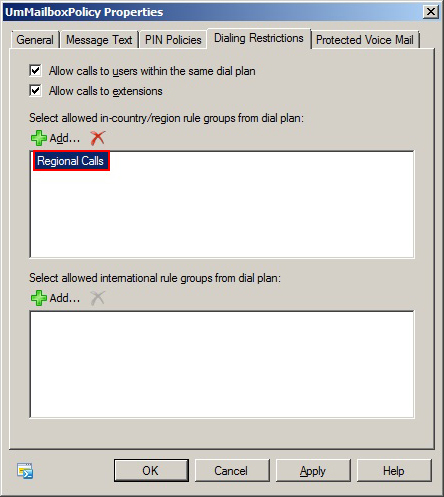 UmMailboxPolicy Properties
General Message Text PIN Policies Dialing Restrictions Protected Voice Mail
Allow calls to users within the same dial plan
Allow calls to extensions
Select allowed in-country/region rule groups from dial plan:
Add...
Regional Calls
Select allowed international rule groups from dial plan:
Add...
OK Cancel Apply Help